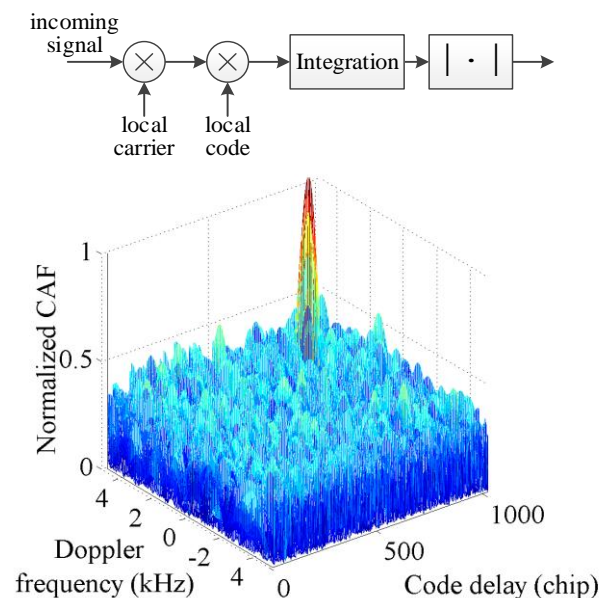 incoming
signal
Integration
| · |
local
carrier
local
code
Normalized CAF
1
0.5
0
4
2
0
-2
4
Doppler
frequency (kHz)
0
500
1000
Code delay (chip)